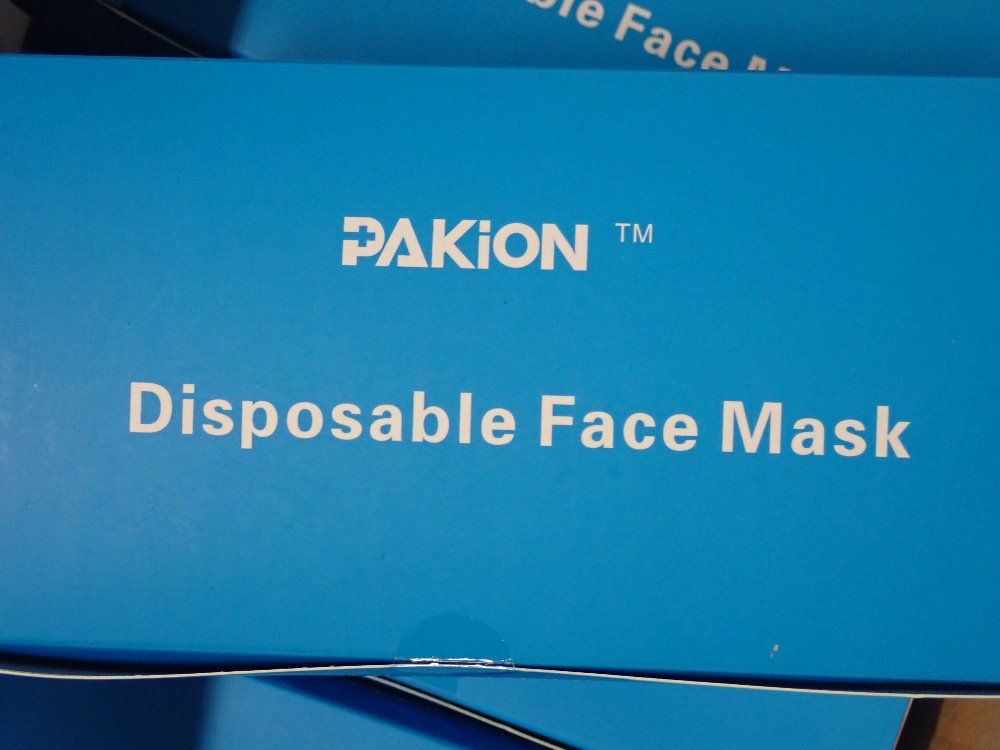 ble Face
PAKiON ™
Disposable Face Mask